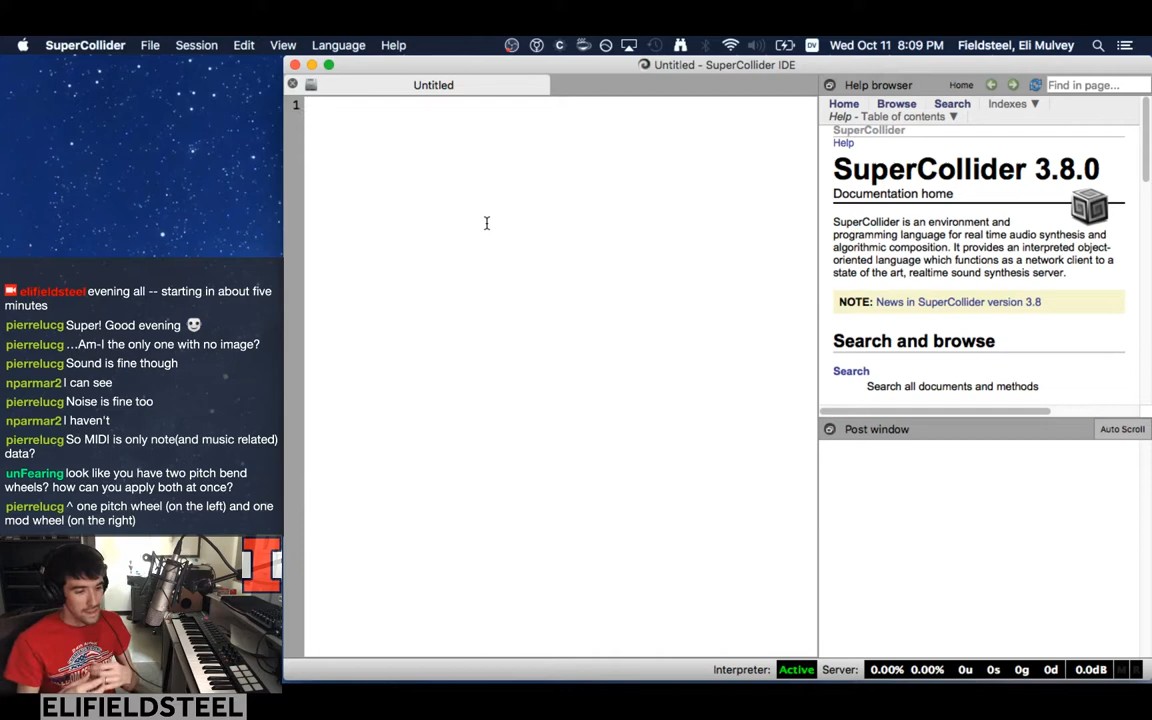 SuperCollider File Session Edit View Language Help DV Wed Oct 11 8:09 PM Fieldsteel, Eli Mulvey
Untitled - SuperCollider IDE
Untitled
1
Help browser Home Find in page...
Home Browse Search Indexes ▼
Help - Table of contents ▼
SuperCollider
Help
SuperCollider 3.8.0
Documentation home
SuperCollider is an environment and
programming language for real time audio synthesis and
algorithmic composition. It provides an interpreted object-
oriented language which functions as a network client to a
state of the art, realtime sound synthesis server.
NOTE: News in SuperCollider version 3.8
Search and browse
Search
Search all documents and methods
Post window Auto Scroll
elifieldsteel evening all -- starting in about five
minutes
pierrelucg Super! Good evening
pierrelucg ...Am-I the only one with no image?
pierrelucg Sound is fine though
nparmar2 I can see
pierrelucg Noise is fine too
nparmar2 I haven't
pierrelucg So MIDI is only note(and music related)
data?
unFearing look like you have two pitch bend
wheels? how can you apply both at once?
pierrelucg ^ one pitch wheel (on the left) and one
mod wheel (on the right)
ELIFIELDSTEEL
Interpreter: Active Server: 0.00% 0.00% 0u 0s 0g 0d 0.0dB M R